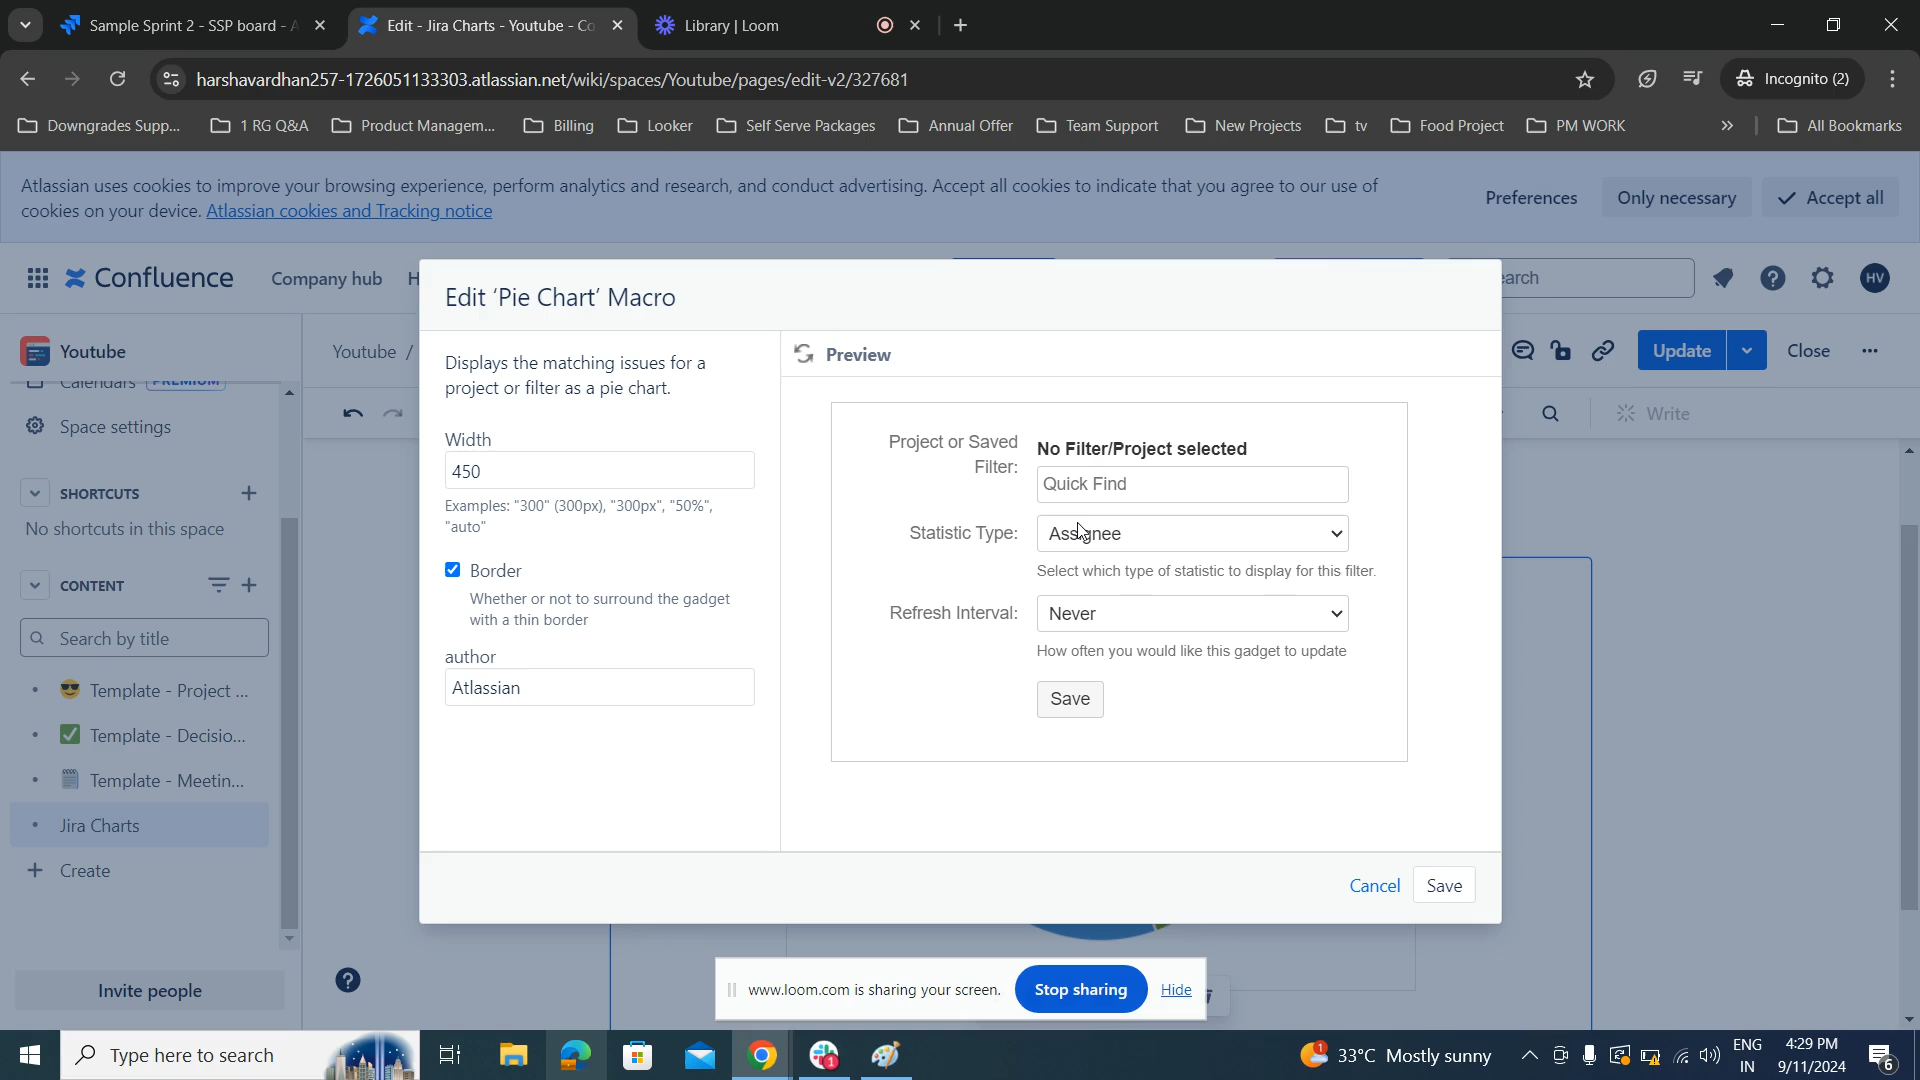 Sample Sprint 2 - SSP board - A
Edit - Jira Charts - Youtube - Co
Library | Loom
harshavardhan257-1726051133303.atlassian.net/wiki/spaces/Youtube/pages/edit-v2/327681
Incognito (2)
Downgrades Supp...
1 RG Q&A
Product Managem...
Billing
Looker
Self Serve Packages
Annual Offer
Team Support
New Projects
tv
Food Project
PM WORK
All Bookmarks
Atlassian uses cookies to improve your browsing experience, perform analytics and research, and conduct advertising. Accept all cookies to indicate that you agree to our use of
cookies on your device. Atlassian cookies and Tracking notice
Preferences
Only necessary
Accept all
Confluence
Company hub
H
earch
HV
Youtube
Youtube /
Update
Close
Calendars PREMIUM
Space settings
Write
SHORTCUTS
No shortcuts in this space
CONTENT
Search by title
Template - Project ...
Template - Decisio...
Template - Meetin...
Jira Charts
Create
Invite people
Edit 'Pie Chart' Macro
Displays the matching issues for a
project or filter as a pie chart.
Width
450
Examples: "300" (300px), "300px", "50%",
"auto"
Border
Whether or not to surround the gadget
with a thin border
author
Atlassian
Preview
Project or Saved
Filter:
No Filter/Project selected
Quick Find
Statistic Type:
Assignee
Select which type of statistic to display for this filter.
Refresh Interval:
Never
How often you would like this gadget to update
Save
Cancel
Save
www.loom.com is sharing your screen.
Stop sharing
Hide
Type here to search
1
1
33°C Mostly sunny
ENG
IN
4:29 PM
9/11/2024
6